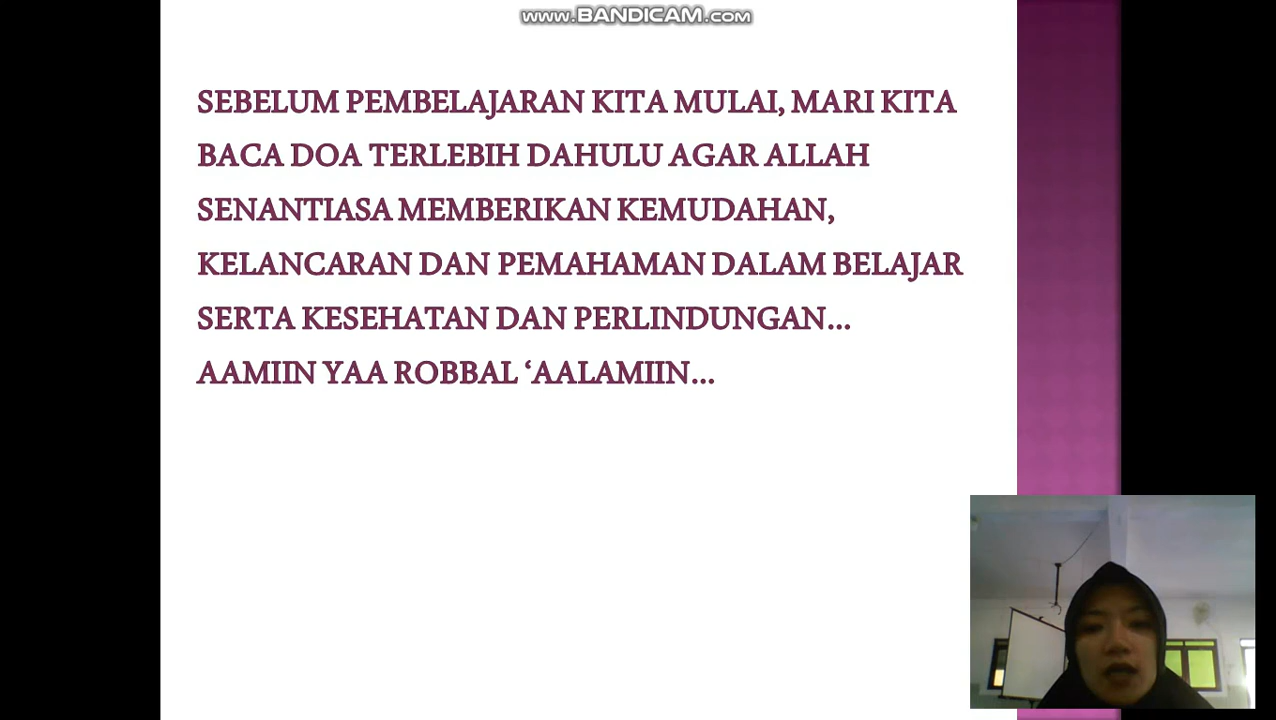 www.BANDICAM.com
SEBELUM PEMBELAJARAN KITA MULAI, MARI KITA
BACA DOA TERLEBIH DAHULU AGAR ALLAH
SENANTIASA MEMBERIKAN KEMUDAHAN,
KELANCARAN DAN PEMAHAMAN DALAM BELAJAR
SERTA KESEHATAN DAN PERLINDUNGAN...
AAMIIN YAA ROBBAL ‘AALAMIIN...